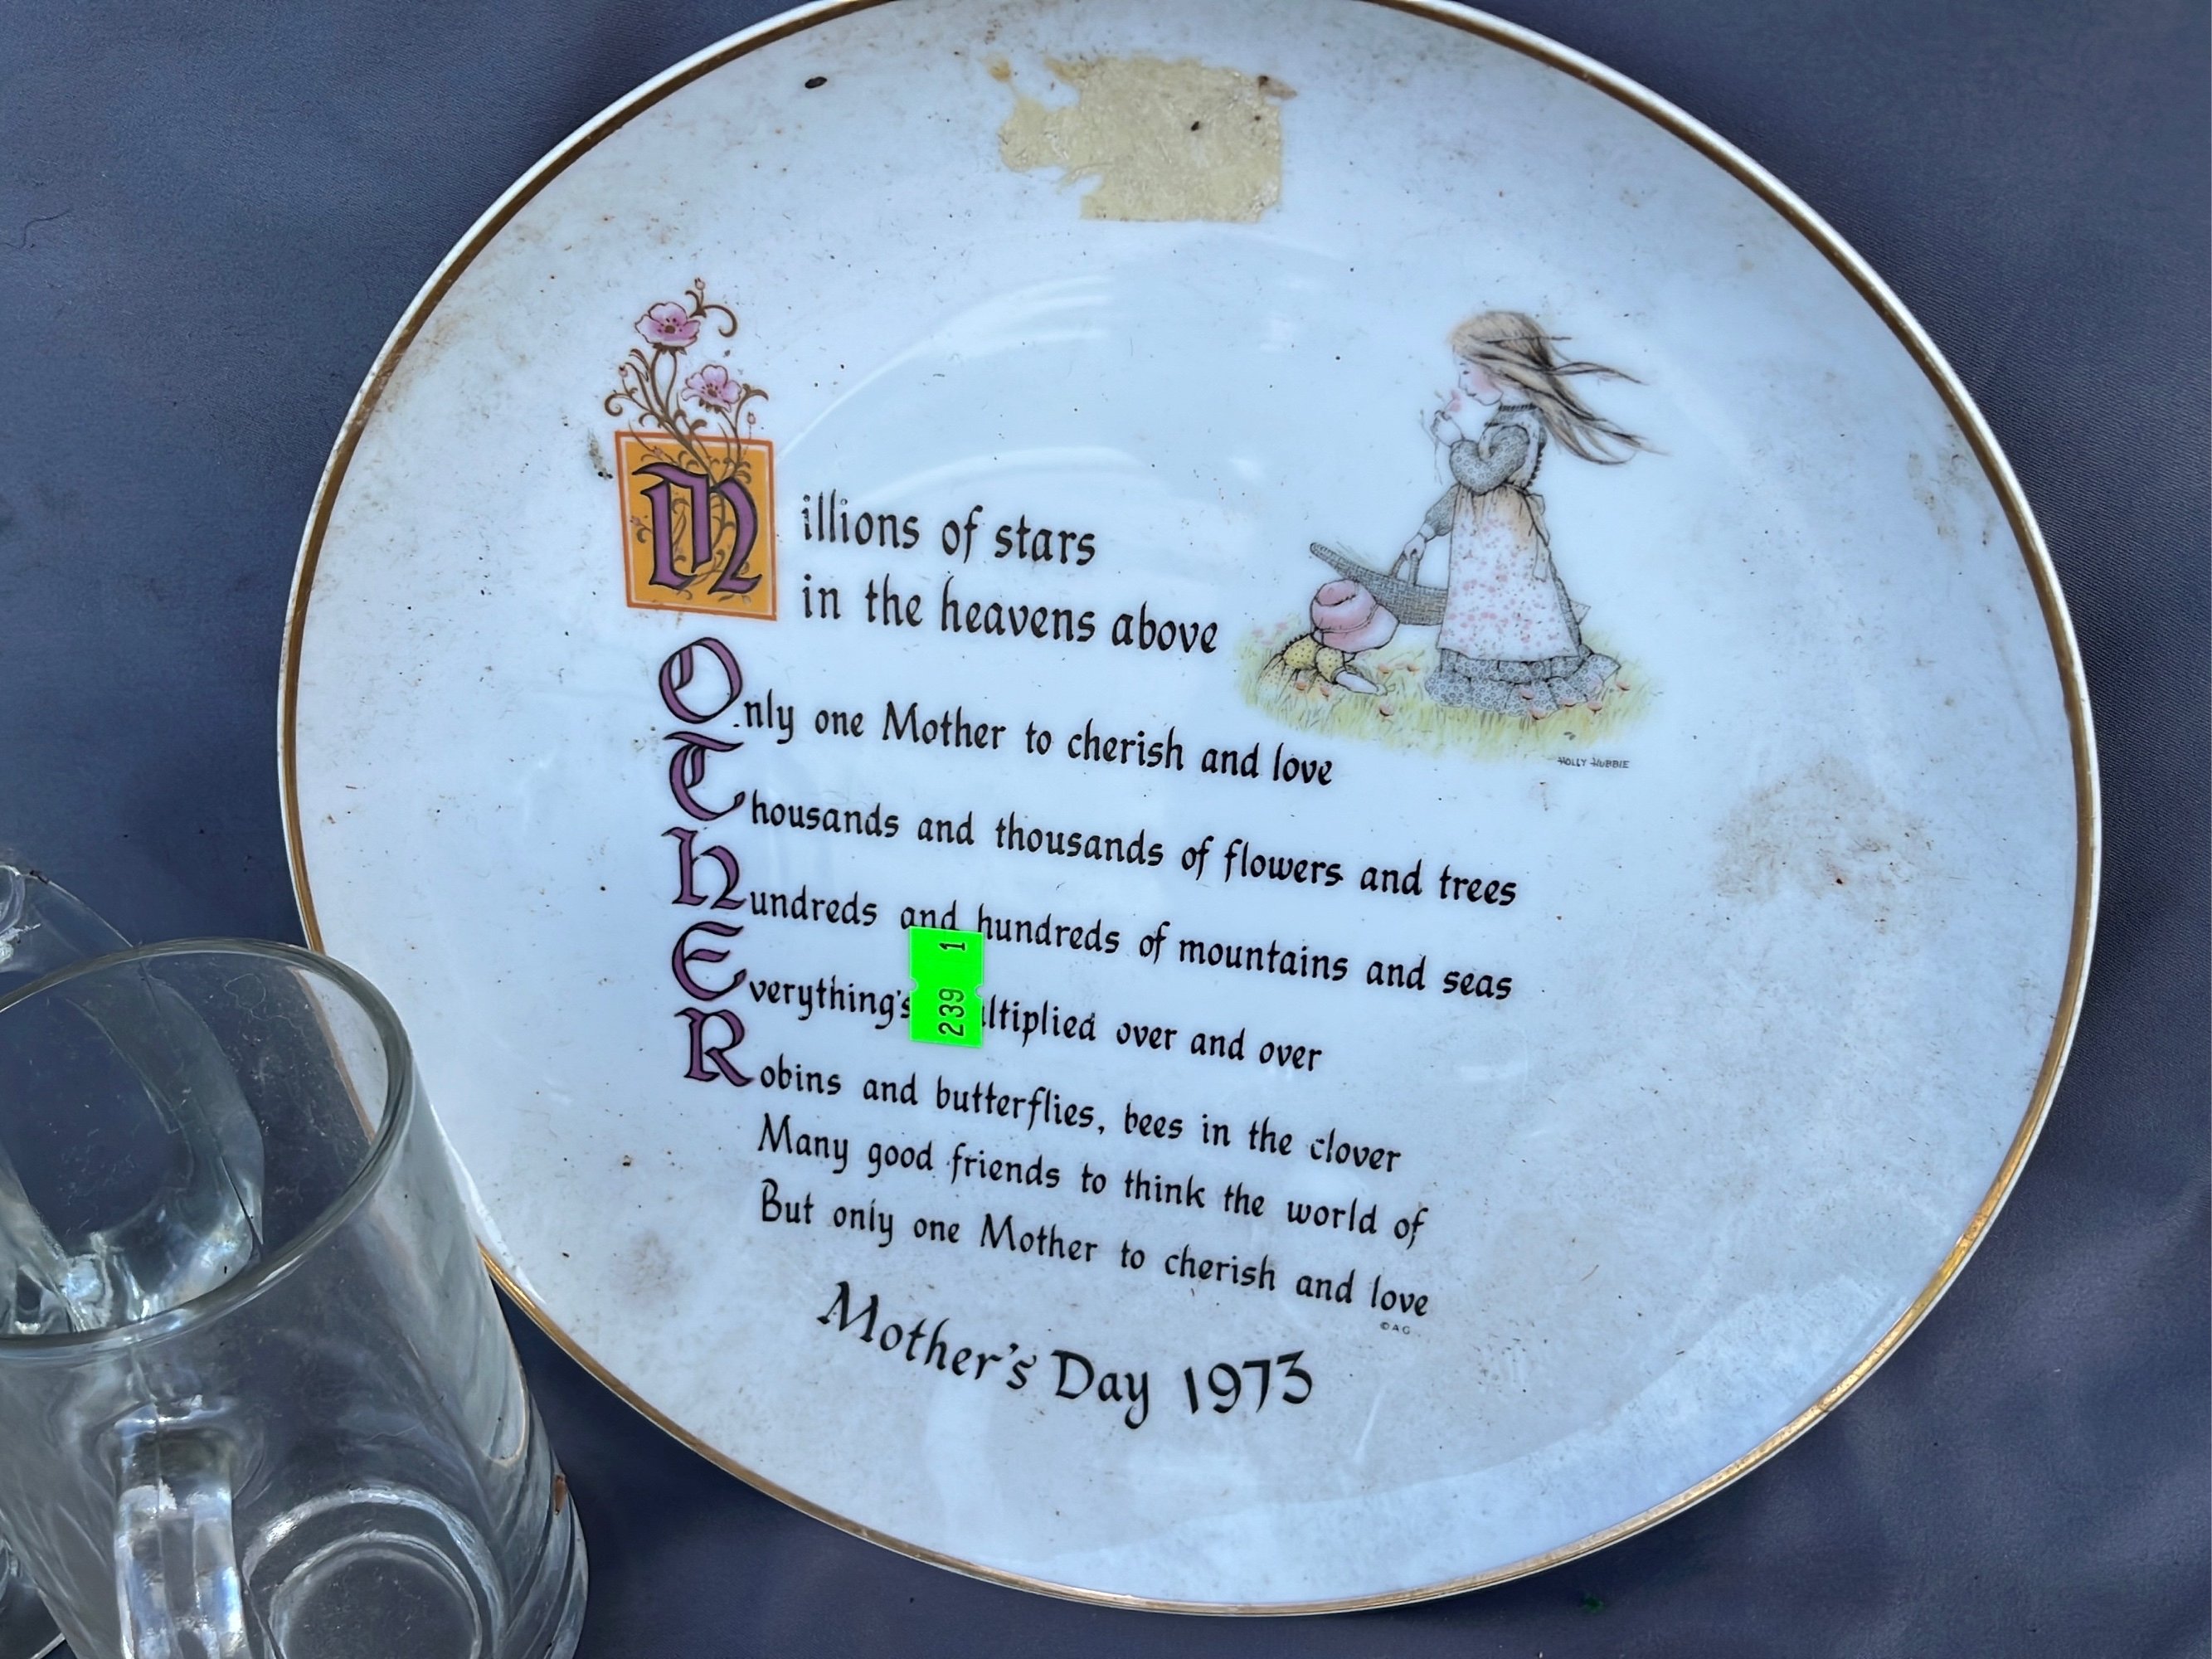 Millions of stars
in the heavens above
HOLLY HOBBIE
Only one Mother to cherish and love
Thousands and thousands of flowers and trees
Hundreds and hundreds of mountains and seas
Everything's ultiplied over and over
239 1
Robins and butterflies, bees in the clover
Many good friends to think the world of
But only one Mother to cherish and love
©AG
Mother's Day 1973